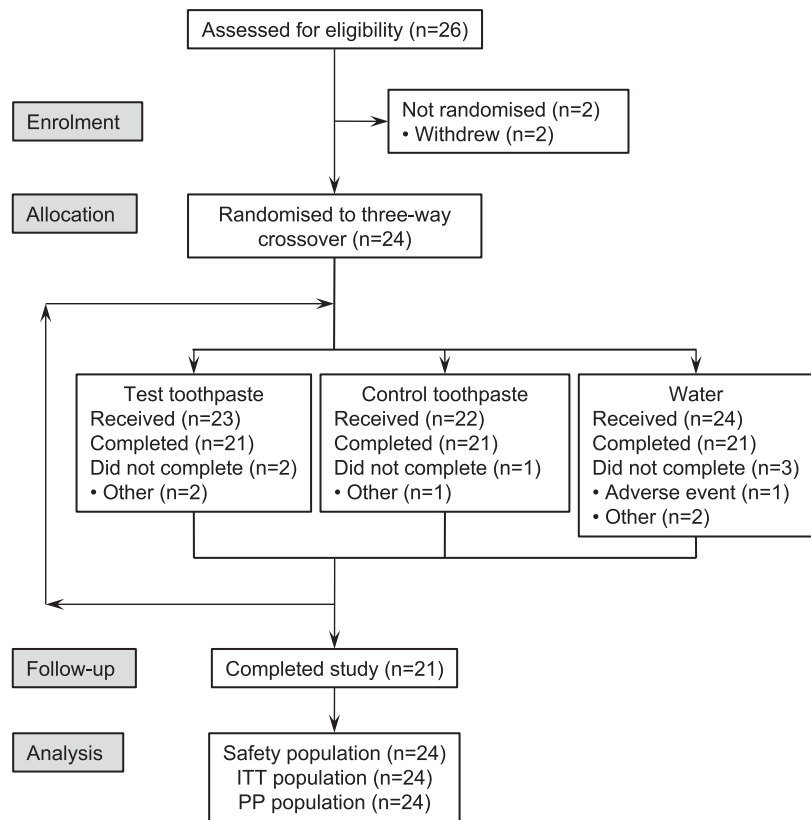 Assessed for eligibility (n=26)
Enrolment
Not randomised (n=2)
• Withdrew (n=2)
Allocation
Randomised to three-way
crossover (n=24)
Test toothpaste
Received (n=23)
Completed (n=21)
Did not complete (n=2)
• Other (n=2)
Control toothpaste
Received (n=22)
Completed (n=21)
Did not complete (n=1)
• Other (n=1)
Water
Received (n=24)
Completed (n=21)
Did not complete (n=3)
• Adverse event (n=1)
• Other (n=2)
Follow-up
Completed study (n=21)
Analysis
Safety population (n=24)
ITT population (n=24)
PP population (n=24)